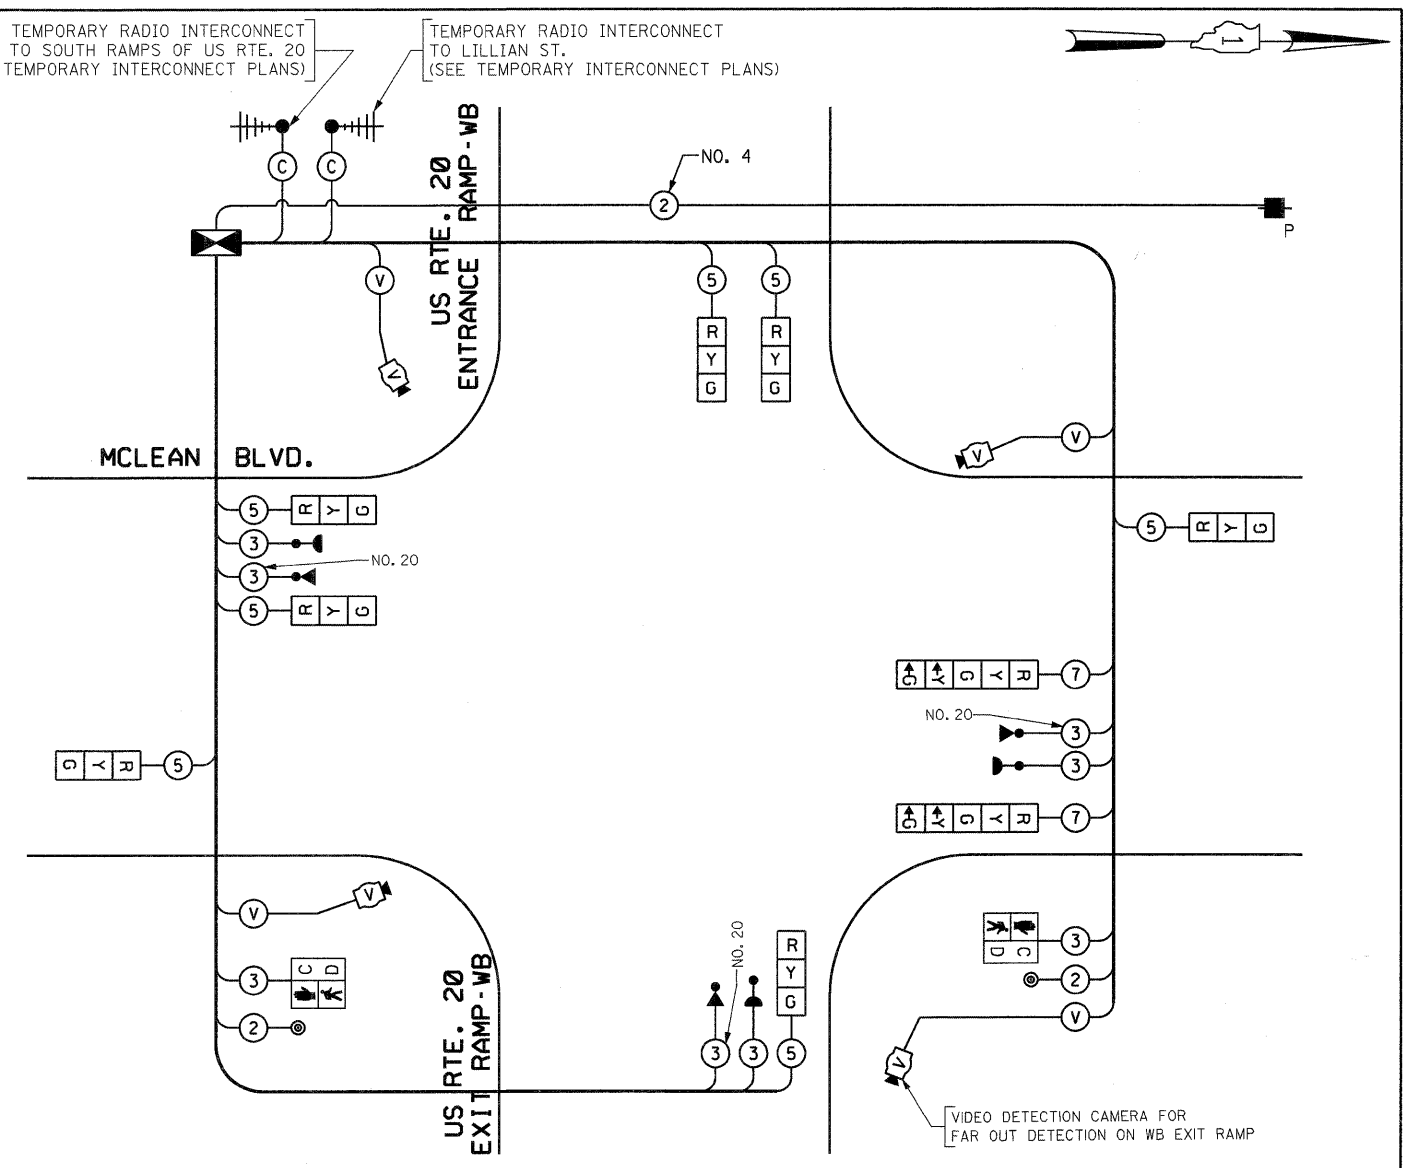 TEMPORARY RADIO INTERCONNECT
TO SOUTH RAMPS OF US RTE. 20
TEMPORARY INTERCONNECT PLANS)
TEMPORARY RADIO INTERCONNECT
TO LILLIAN ST.
(SEE TEMPORARY INTERCONNECT PLANS)
1
C
C
NO. 4
2
P
US RTE. 20
ENTRANCE RAMP-WB
V
V
5
5
R
Y
G
R
Y
G
V
V
MCLEAN BLVD.
5 R Y G
3
3
NO. 20
5 R Y G
5 R Y G
G Y R 5
G Y G Y R 7
NO. 20
3
3
G Y G Y R 7
V
V
3 C D
2
US RTE. 20
EXIT RAMP-WB
NO. 20
R
Y
G
3
3
5
D C 3
2
V
V
VIDEO DETECTION CAMERA FOR
FAR OUT DETECTION ON WB EXIT RAMP